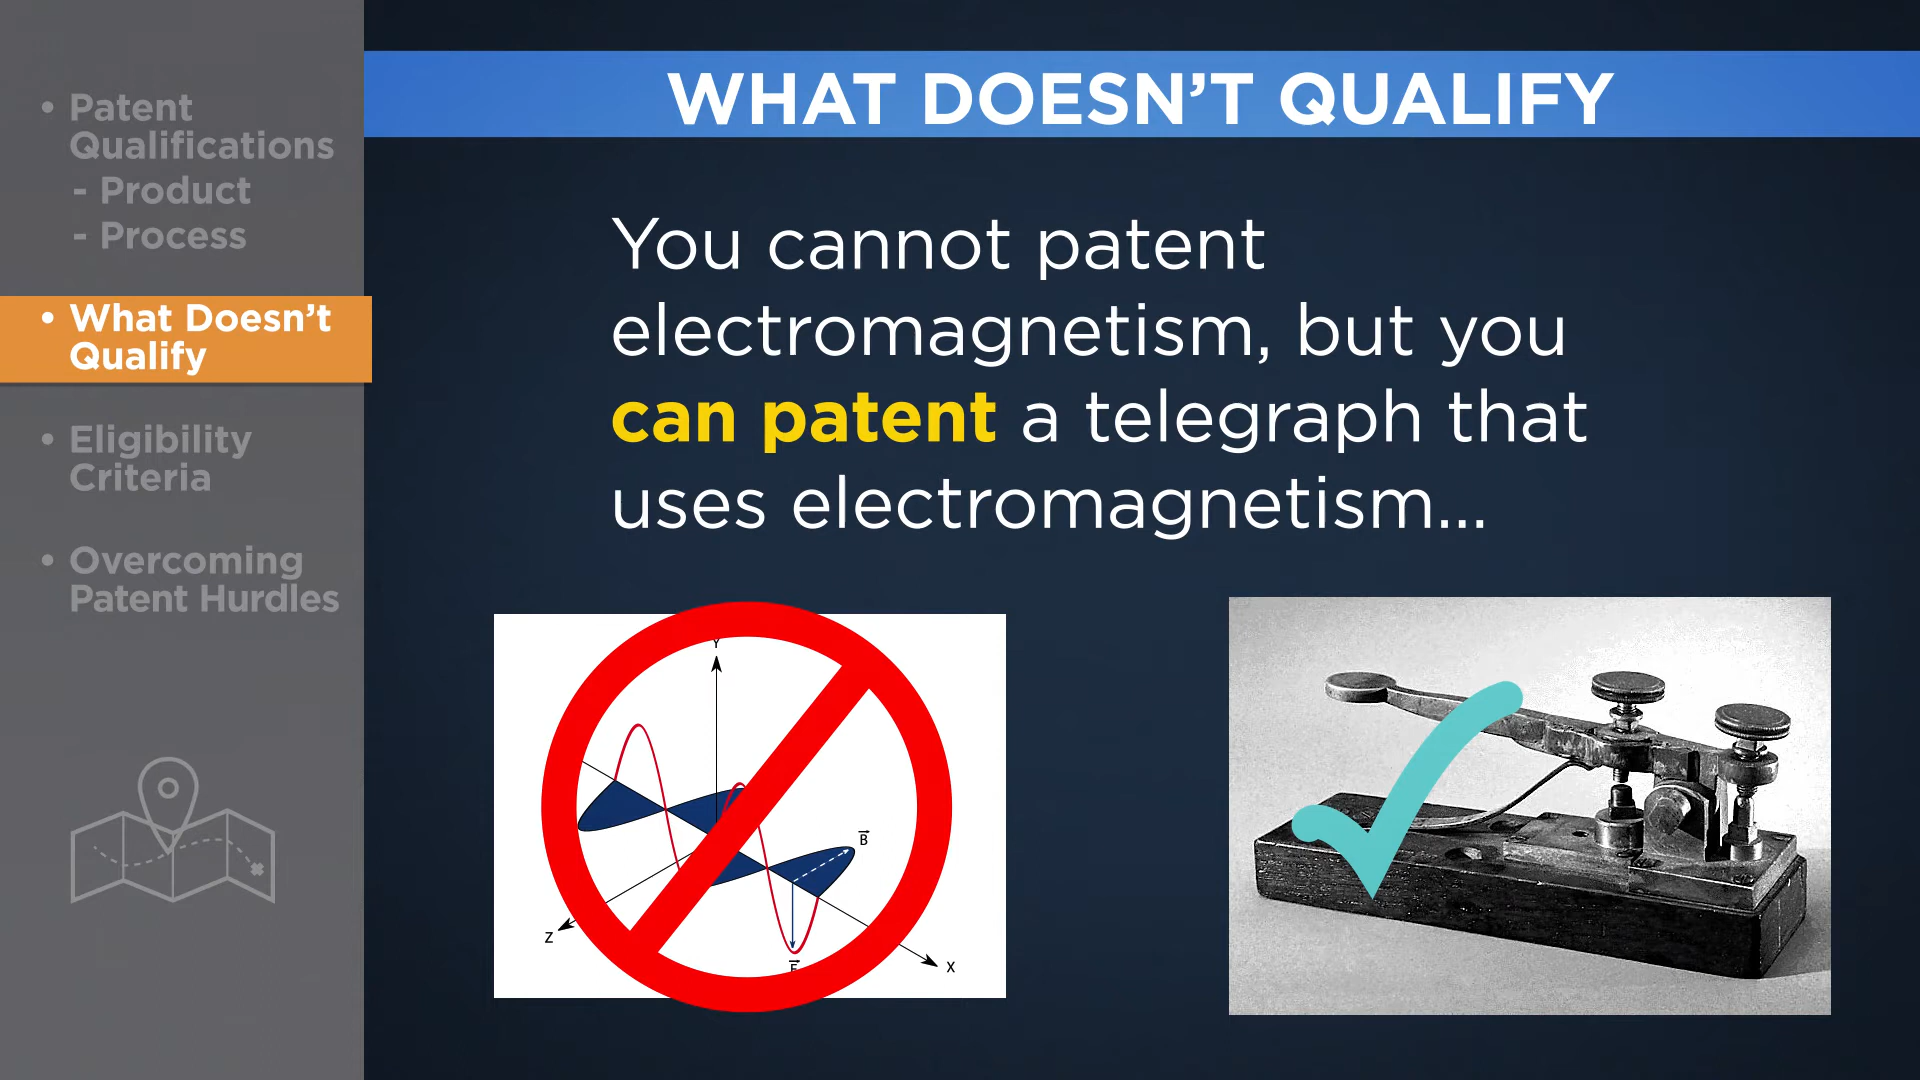 • Patent
Qualifications
- Product
- Process
• What Doesn’t
Qualify
• Eligibility
Criteria
• Overcoming
Patent Hurdles
WHAT DOESN’T QUALIFY
You cannot patent
electromagnetism, but you
can patent a telegraph that
uses electromagnetism...
Y
B
Z
E
X